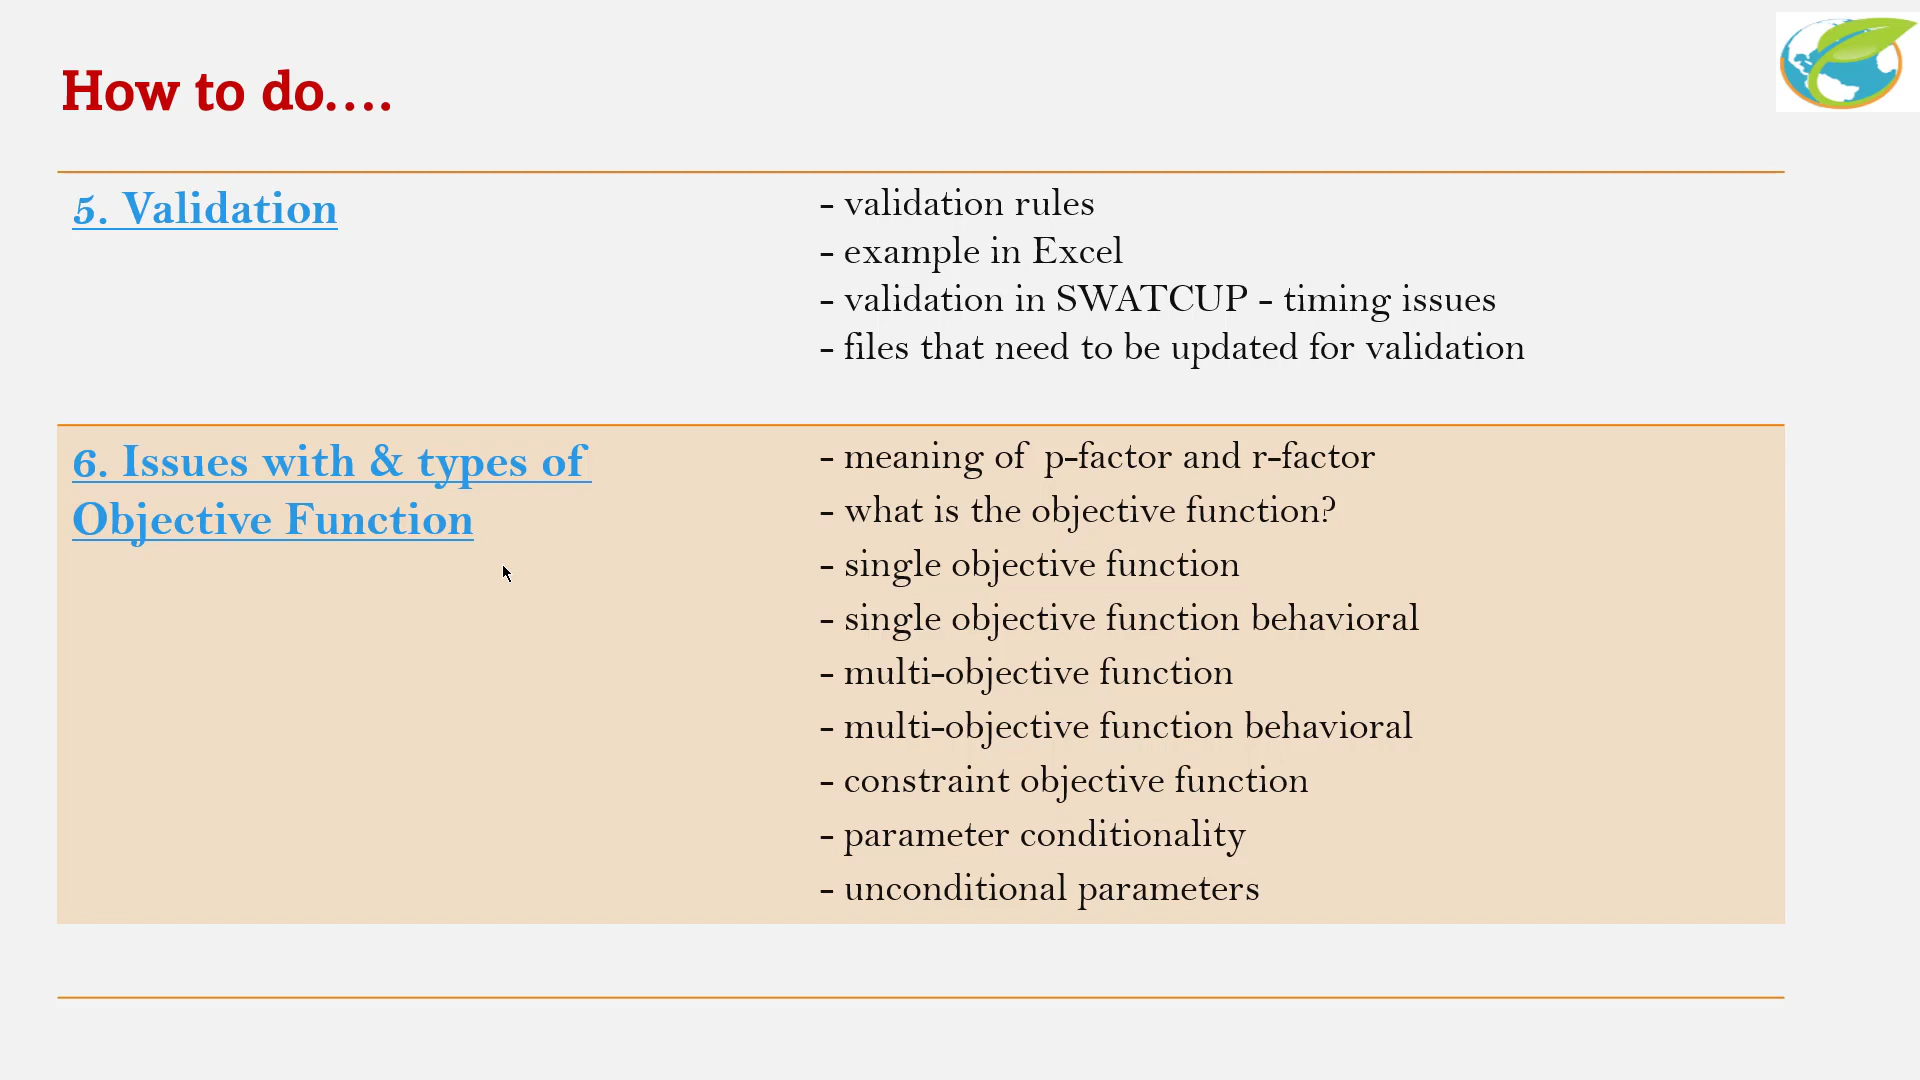 How to do....
5. Validation
- validation rules
- example in Excel
- validation in SWATCUP - timing issues
- files that need to be updated for validation
6. Issues with & types of
Objective Function
- meaning of p-factor and r-factor
- what is the objective function?
- single objective function
- single objective function behavioral
- multi-objective function
- multi-objective function behavioral
- constraint objective function
- parameter conditionality
- unconditional parameters